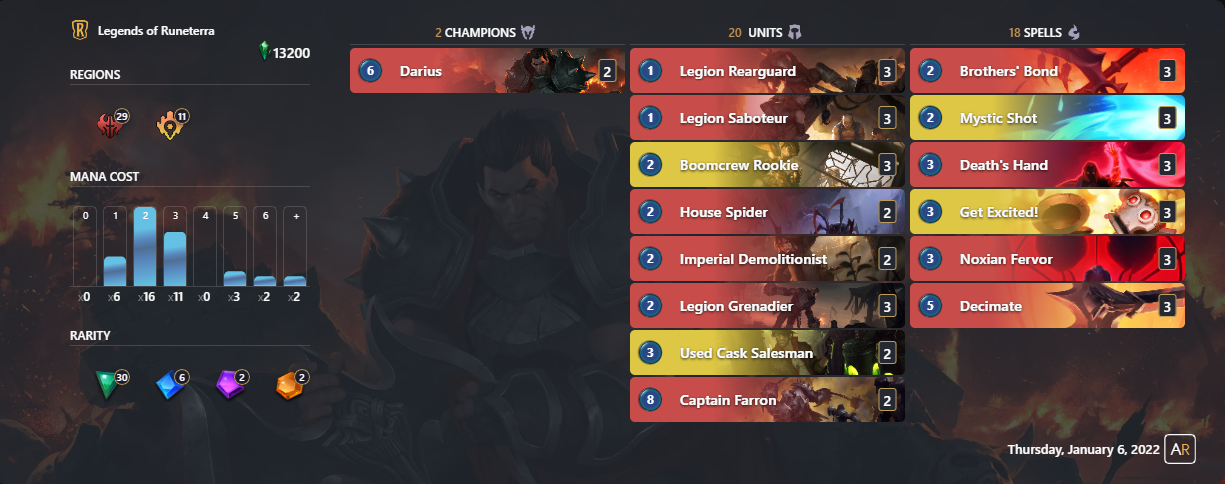 Legends of Runeterra
13200
REGIONS
29
11
MANA COST
0 1 2 3 4 5 6 +
x0 x6 x16 x11 x0 x3 x2 x2
RARITY
30 6 2 2
2 CHAMPIONS
6 Darius 2
20 UNITS
1 Legion Rearguard 3
1 Legion Saboteur 3
2 Boomcrew Rookie 3
2 House Spider 2
2 Imperial Demolitionist 2
2 Legion Grenadier 3
3 Used Cask Salesman 2
8 Captain Farron 2
18 SPELLS
2 Brothers' Bond 3
2 Mystic Shot 3
3 Death's Hand 3
3 Get Excited! 3
3 Noxian Fervor 3
5 Decimate 3
Thursday, January 6, 2022 AR